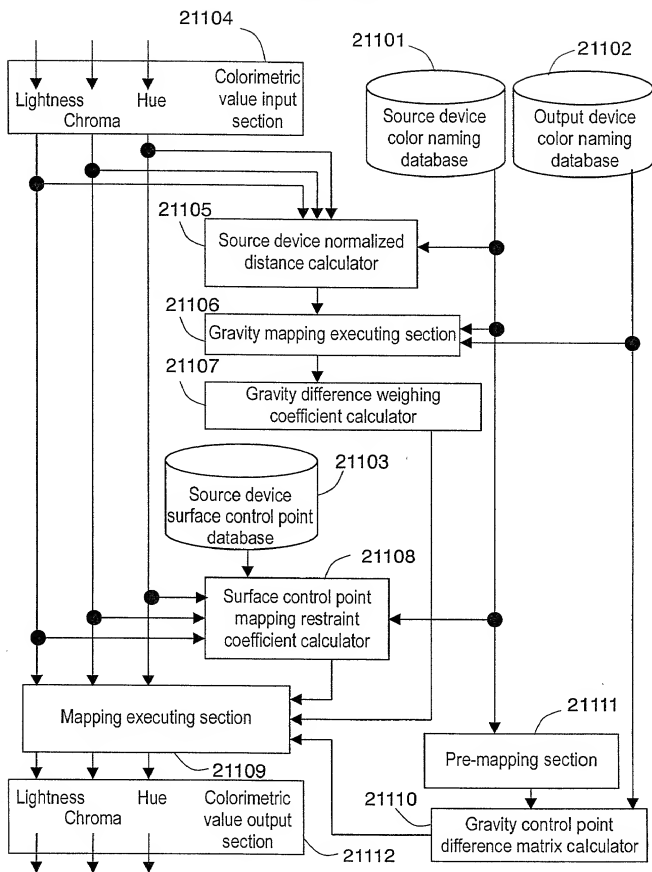 21104
21101
21102
Lightness
Chroma
Hue
Colorimetric
value input
section
Source device
color naming
database
Output device
color naming
database
21105
Source device normalized
distance calculator
21106
Gravity mapping executing section
21107
Gravity difference weighing
coefficient calculator
21103
Source device
surface control point
database
21108
Surface control point
mapping restraint
coefficient calculator
Mapping executing section
21109
21111
Pre-mapping section
Lightness
Chroma
Hue
Colorimetric
value output
section
21112
21110
Gravity control point
difference matrix calculator